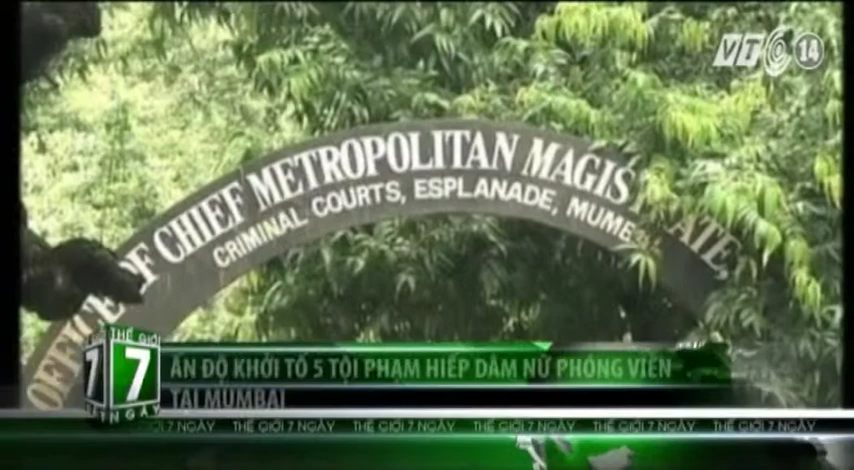 VTC 14
OFFICE OF CHIEF METROPOLITAN MAGISTRATE,
CRIMINAL COURTS, ESPLANADE, MUMBAI
THẾ GIỚI
7 7
NGÀY
ẤN ĐỘ KHỞI TỐ 5 TỘI PHẠM HIẾP DÂM NỮ PHÓNG VIÊN
TẠI MUMBAI
THẾ GIỚI 7 NGÀY THẾ GIỚI 7 NGÀY THẾ GIỚI 7 NGÀY THẾ GIỚI 7 NGÀY THẾ GIỚI 7 NGÀY